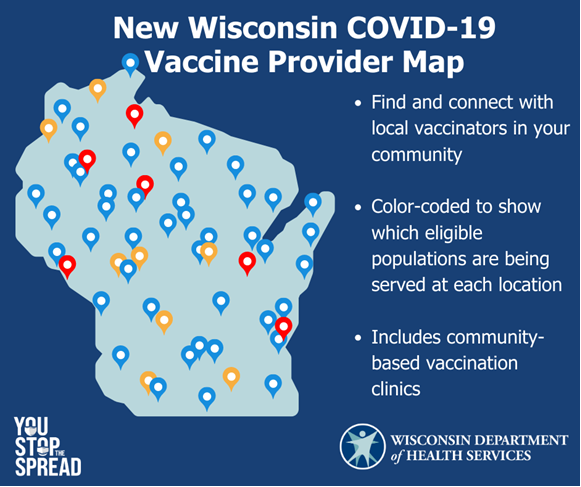 New Wisconsin COVID-19
Vaccine Provider Map
• Find and connect with
local vaccinators in your
community
• Color-coded to show
which eligible
populations are being
served at each location
• Includes community-
based vaccination
clinics
YOU
STOP THE
SPREAD
WISCONSIN DEPARTMENT
of HEALTH SERVICES